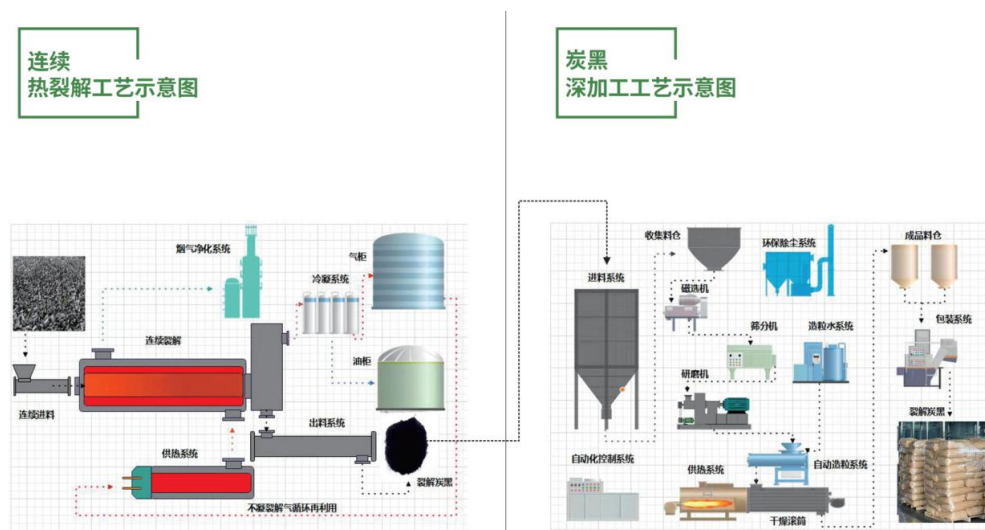 连续
热裂解工艺示意图
烟气净化系统
气柜
冷凝系统
连续裂解
油柜
连续进料
出料系统
供热系统
裂解炭黑
不凝裂解气循环再利用
炭黑
深加工工艺示意图
收集料仓
环保除尘系统
成品料仓
进料系统
磁选机
筛分机
造粒水系统
包装系统
研磨机
裂解炭黑
自动化控制系统
供热系统
自动造粒系统
干燥滚筒